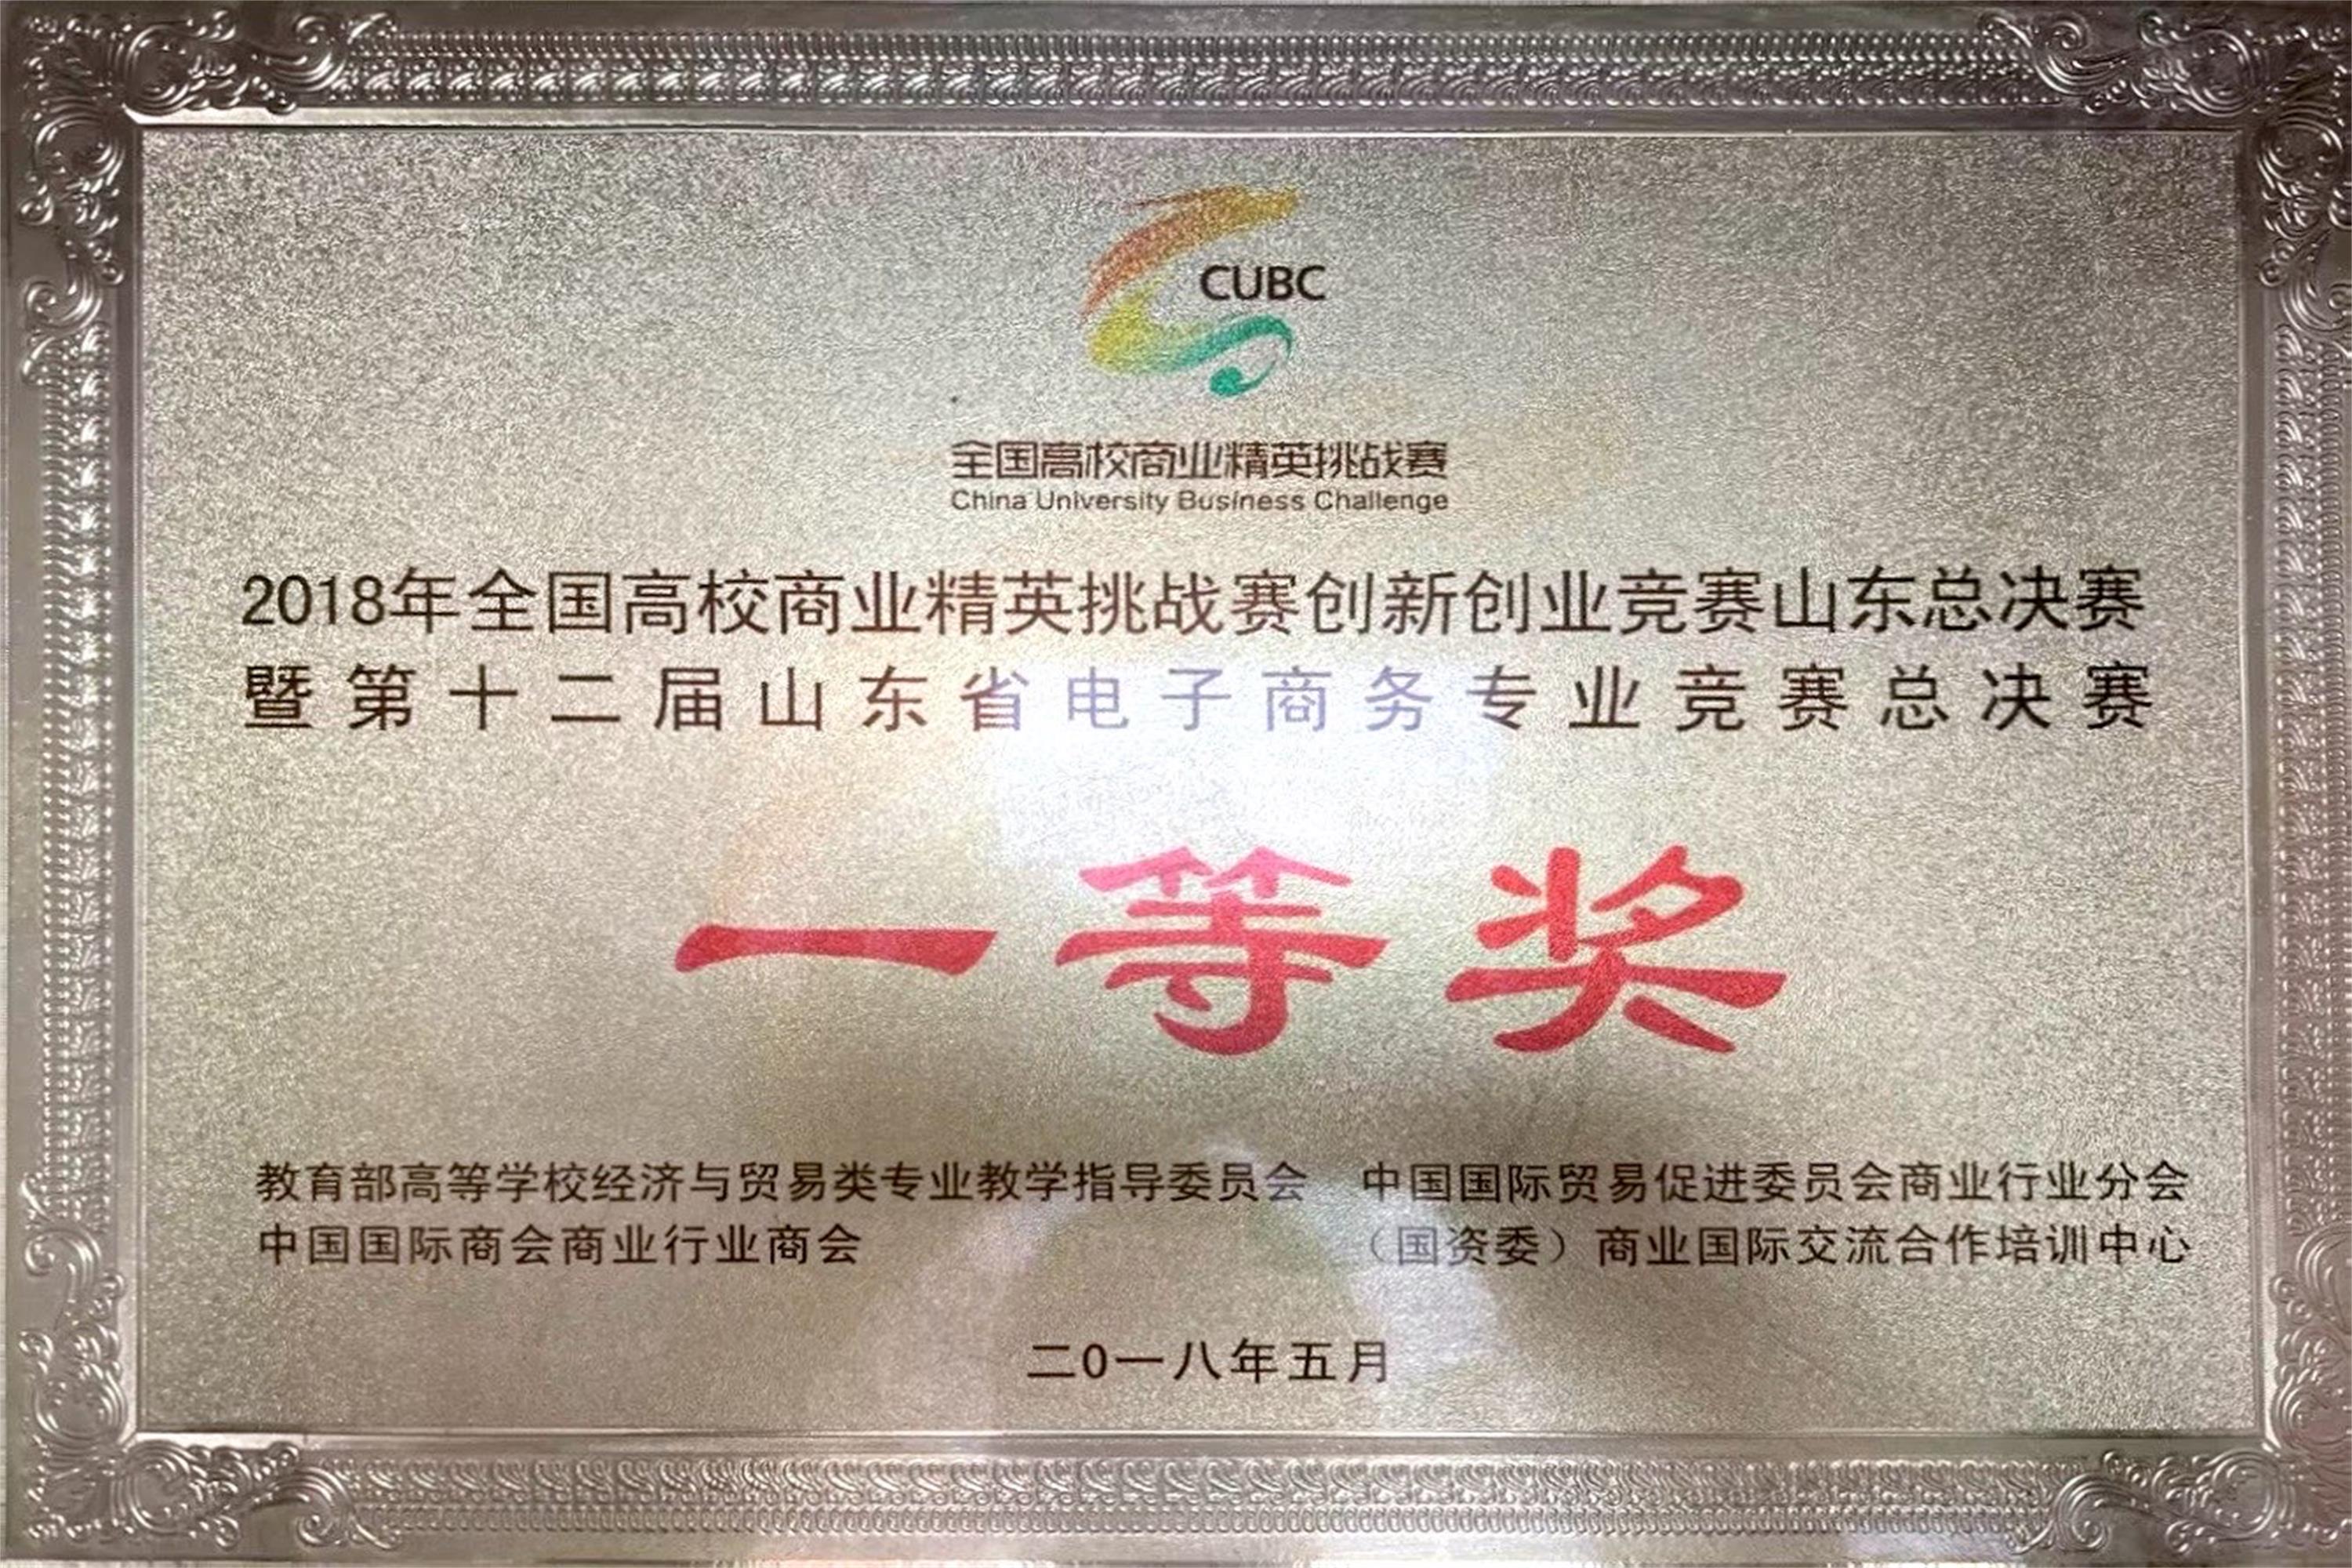 CUBC
全国高校商业精英挑战赛
China University Business Challenge
2018年全国高校商业精英挑战赛创新创业竞赛山东总决赛
暨第十二届山东省电子商务专业竞赛总决赛
一等奖
教育部高等学校经济与贸易类专业教学指导委员会 中国国际贸易促进委员会商业行业分会
中国国际商会商业行业商会 （国资委）商业国际交流合作培训中心
二0一八年五月